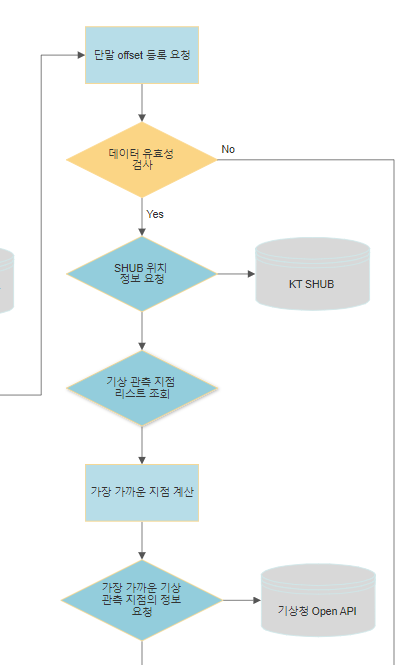 단말 offset 등록 요청
데이터 유효성
검사
No
Yes
SHUB 위치
정보 요청
KT SHUB
기상 관측 지점
리스트 조회
가장 가까운 지점 계산
가장 가까운 기상
관측 지점의 정보
요청
기상청 Open API